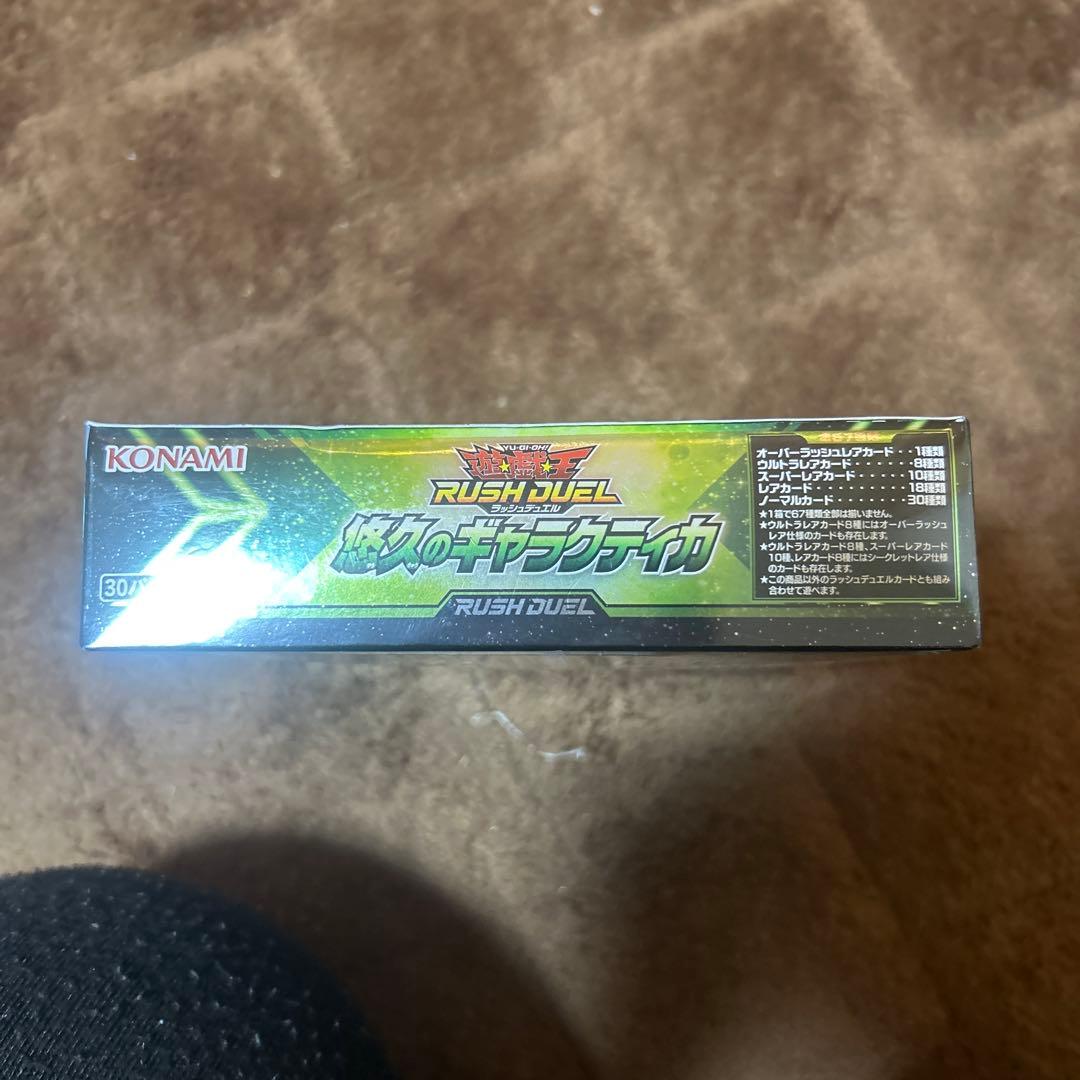 KONAMI
YU-GI-OH!
遊☆戯☆王
RUSH DUEL
ラッシュデュエル
悠久のギャラクティカ
RUSH DUEL
30パ
全67種類
オーバーラッシュレアカード・・1種類
ウルトラレアカード・・・・・・8種類
スーパーレアカード・・・・・10種類
レアカード・・・・・・・・・18種類
ノーマルカード・・・・・・・30種類
★1箱で67種類全部は揃いません。
★ウルトラレアカード8種にはオーバーラッシュ
レア仕様のカードも存在します。
★ウルトラレアカード8種、スーパーレアカード
10種、レアカード8種にはシークレットレア仕様
のカードも存在します。
★この商品以外のラッシュデュエルカードとも組み
合わせて遊べます。